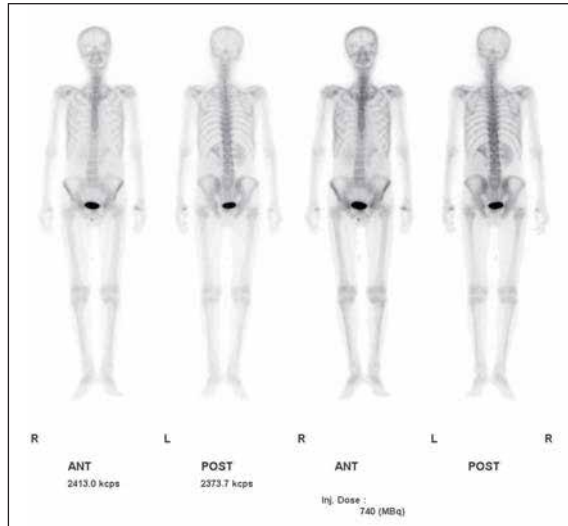 R L R L R
ANT POST ANT POST
2413.0 kcps 2373.7 kcps
Inj. Dose :
740 (MBq)